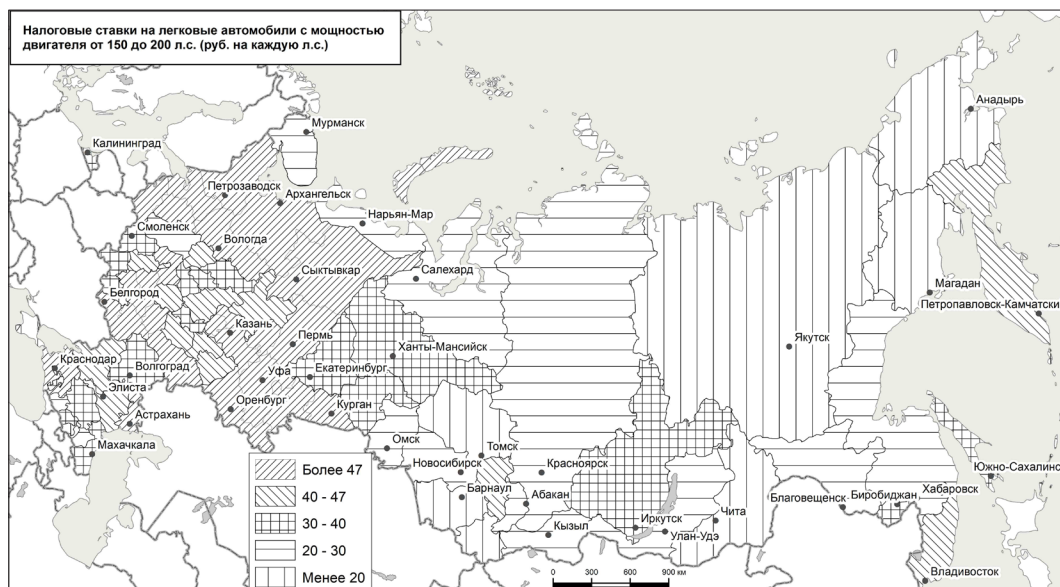 Налоговые ставки на легковые автомобили с мощностью
двигателя от 150 до 200 л.с. (руб. на каждую л.с.)
Анадырь
Мурманск
Калининград
Петрозаводск
Архангельск
Нарьян-Мар
Смоленск
Вологда
Сыктывкар
Салехард
Магадан
Белгород
Петропавловск-Камчатски
Казань
Пермь
Ханты-Мансийск
Якутск
Краснодар
Волгоград
Екатеринбург
Уфа
Элиста
Оренбург
Курган
Астрахань
Махачкала
Омск
Томск
Новосибирск
Красноярск
Южно-Сахалинс
Барнаул
Абакан
Благовещенск
Биробиджан
Хабаровск
Иркутск
Чита
Кызыл
Улан-Удэ
Владивосток
Более 47
40 - 47
30 - 40
20 - 30
Менее 20
0 300 600 900 км